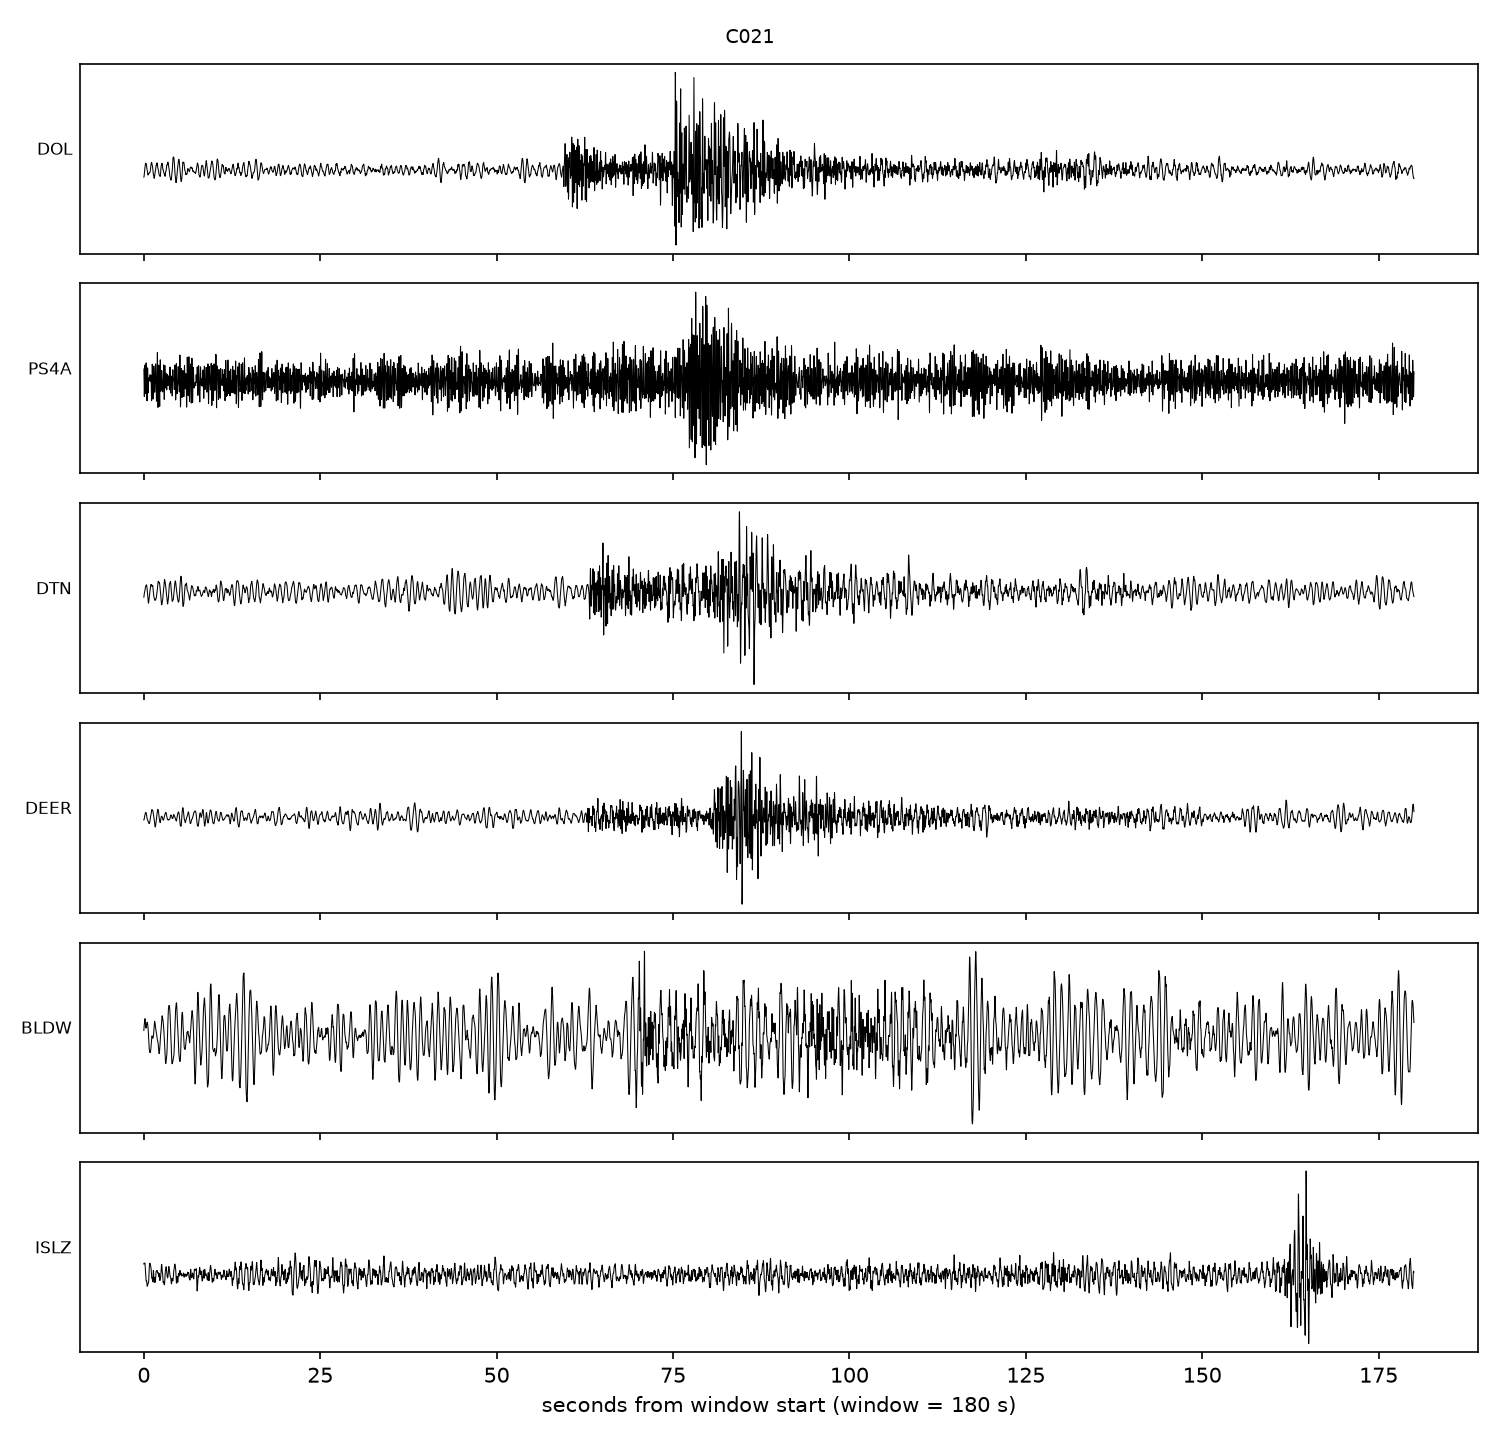 C021
DOL
PS4A
DTN
DEER
BLDW
ISLZ
0 25 50 75 100 125 150 175
seconds from window start (window = 180 s)